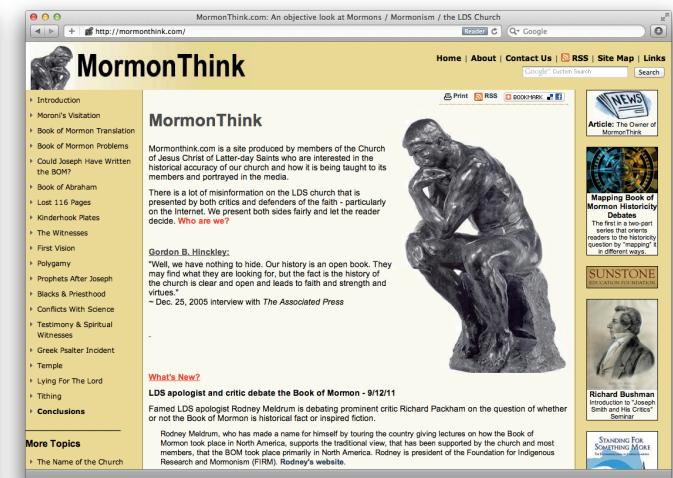 MormonThink.com: An objective look at Mormons / Mormonism / the LDS Church
http://mormonthink.com/
Reader
Google
MormonThink
Home | About | Contact Us | RSS | Site Map | Links
Google™ Custom Search
Search
Introduction
Moroni's Visitation
Book of Mormon Translation
Book of Mormon Problems
Could Joseph Have Written
the BOM?
Book of Abraham
Lost 116 Pages
Kinderhook Plates
The Witnesses
First Vision
Polygamy
Prophets After Joseph
Blacks & Priesthood
Conflicts With Science
Testimony & Spiritual
Witnesses
Greek Psalter Incident
Temple
Lying For The Lord
Tithing
Conclusions
More Topics
The Name of the Church
Print RSS BOOKMARK
MormonThink
Mormonthink.com is a site produced by members of the Church
of Jesus Christ of Latter-day Saints who are interested in the
historical accuracy of our church and how it is being taught to its
members and portrayed in the media.
There is a lot of misinformation on the LDS church that is
presented by both critics and defenders of the faith - particularly
on the Internet. We present both sides fairly and let the reader
decide. Who are we?
Gordon B. Hinckley:
"Well, we have nothing to hide. Our history is an open book. They
may find what they are looking for, but the fact is the history of
the church is clear and open and leads to faith and strength and
virtues."
~ Dec. 25, 2005 interview with The Associated Press
-
What's New?
LDS apologist and critic debate the Book of Mormon - 9/12/11
Famed LDS apologist Rodney Meldrum is debating prominent critic Richard Packham on the question of whether
or not the Book of Mormon is historical fact or inspired fiction.
Rodney Meldrum, who has made a name for himself by touring the country giving lectures on how the Book of
Mormon took place in North America, supports the traditional view, that has been supported by the church and most
members, that the BOM took place primarily in North America. Rodney is president of the Foundation for Indigenous
Research and Mormonism (FIRM). Rodney's website.
NEWS
Article: The Owner of
MormonThink
Mapping Book of
Mormon Historicity
Debates
The first in a two-part
series that orients
readers to the historicity
question by "mapping" it
in different ways.
SUNSTONE
EDUCATION FOUNDATION
Richard Bushman
Introduction to "Joseph
Smith and His Critics"
Seminar
STANDING FOR
SOMETHING MORE